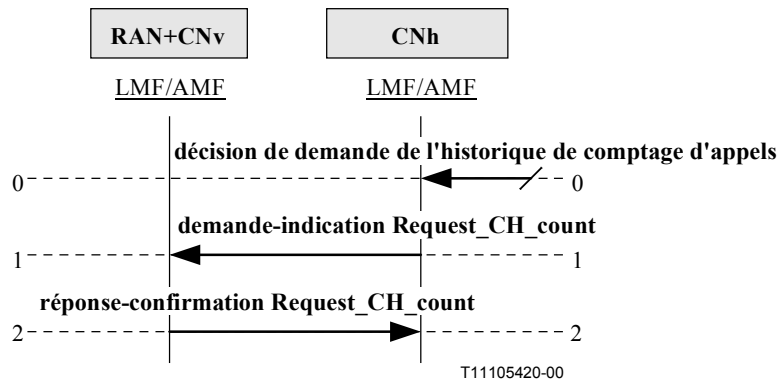 RAN+CNv CNh
LMF/AMF LMF/AMF
décision de demande de l'historique de comptage d'appels
0 0
demande-indication Request_CH_count
1 1
réponse-confirmation Request_CH_count
2 2
T11105420-00